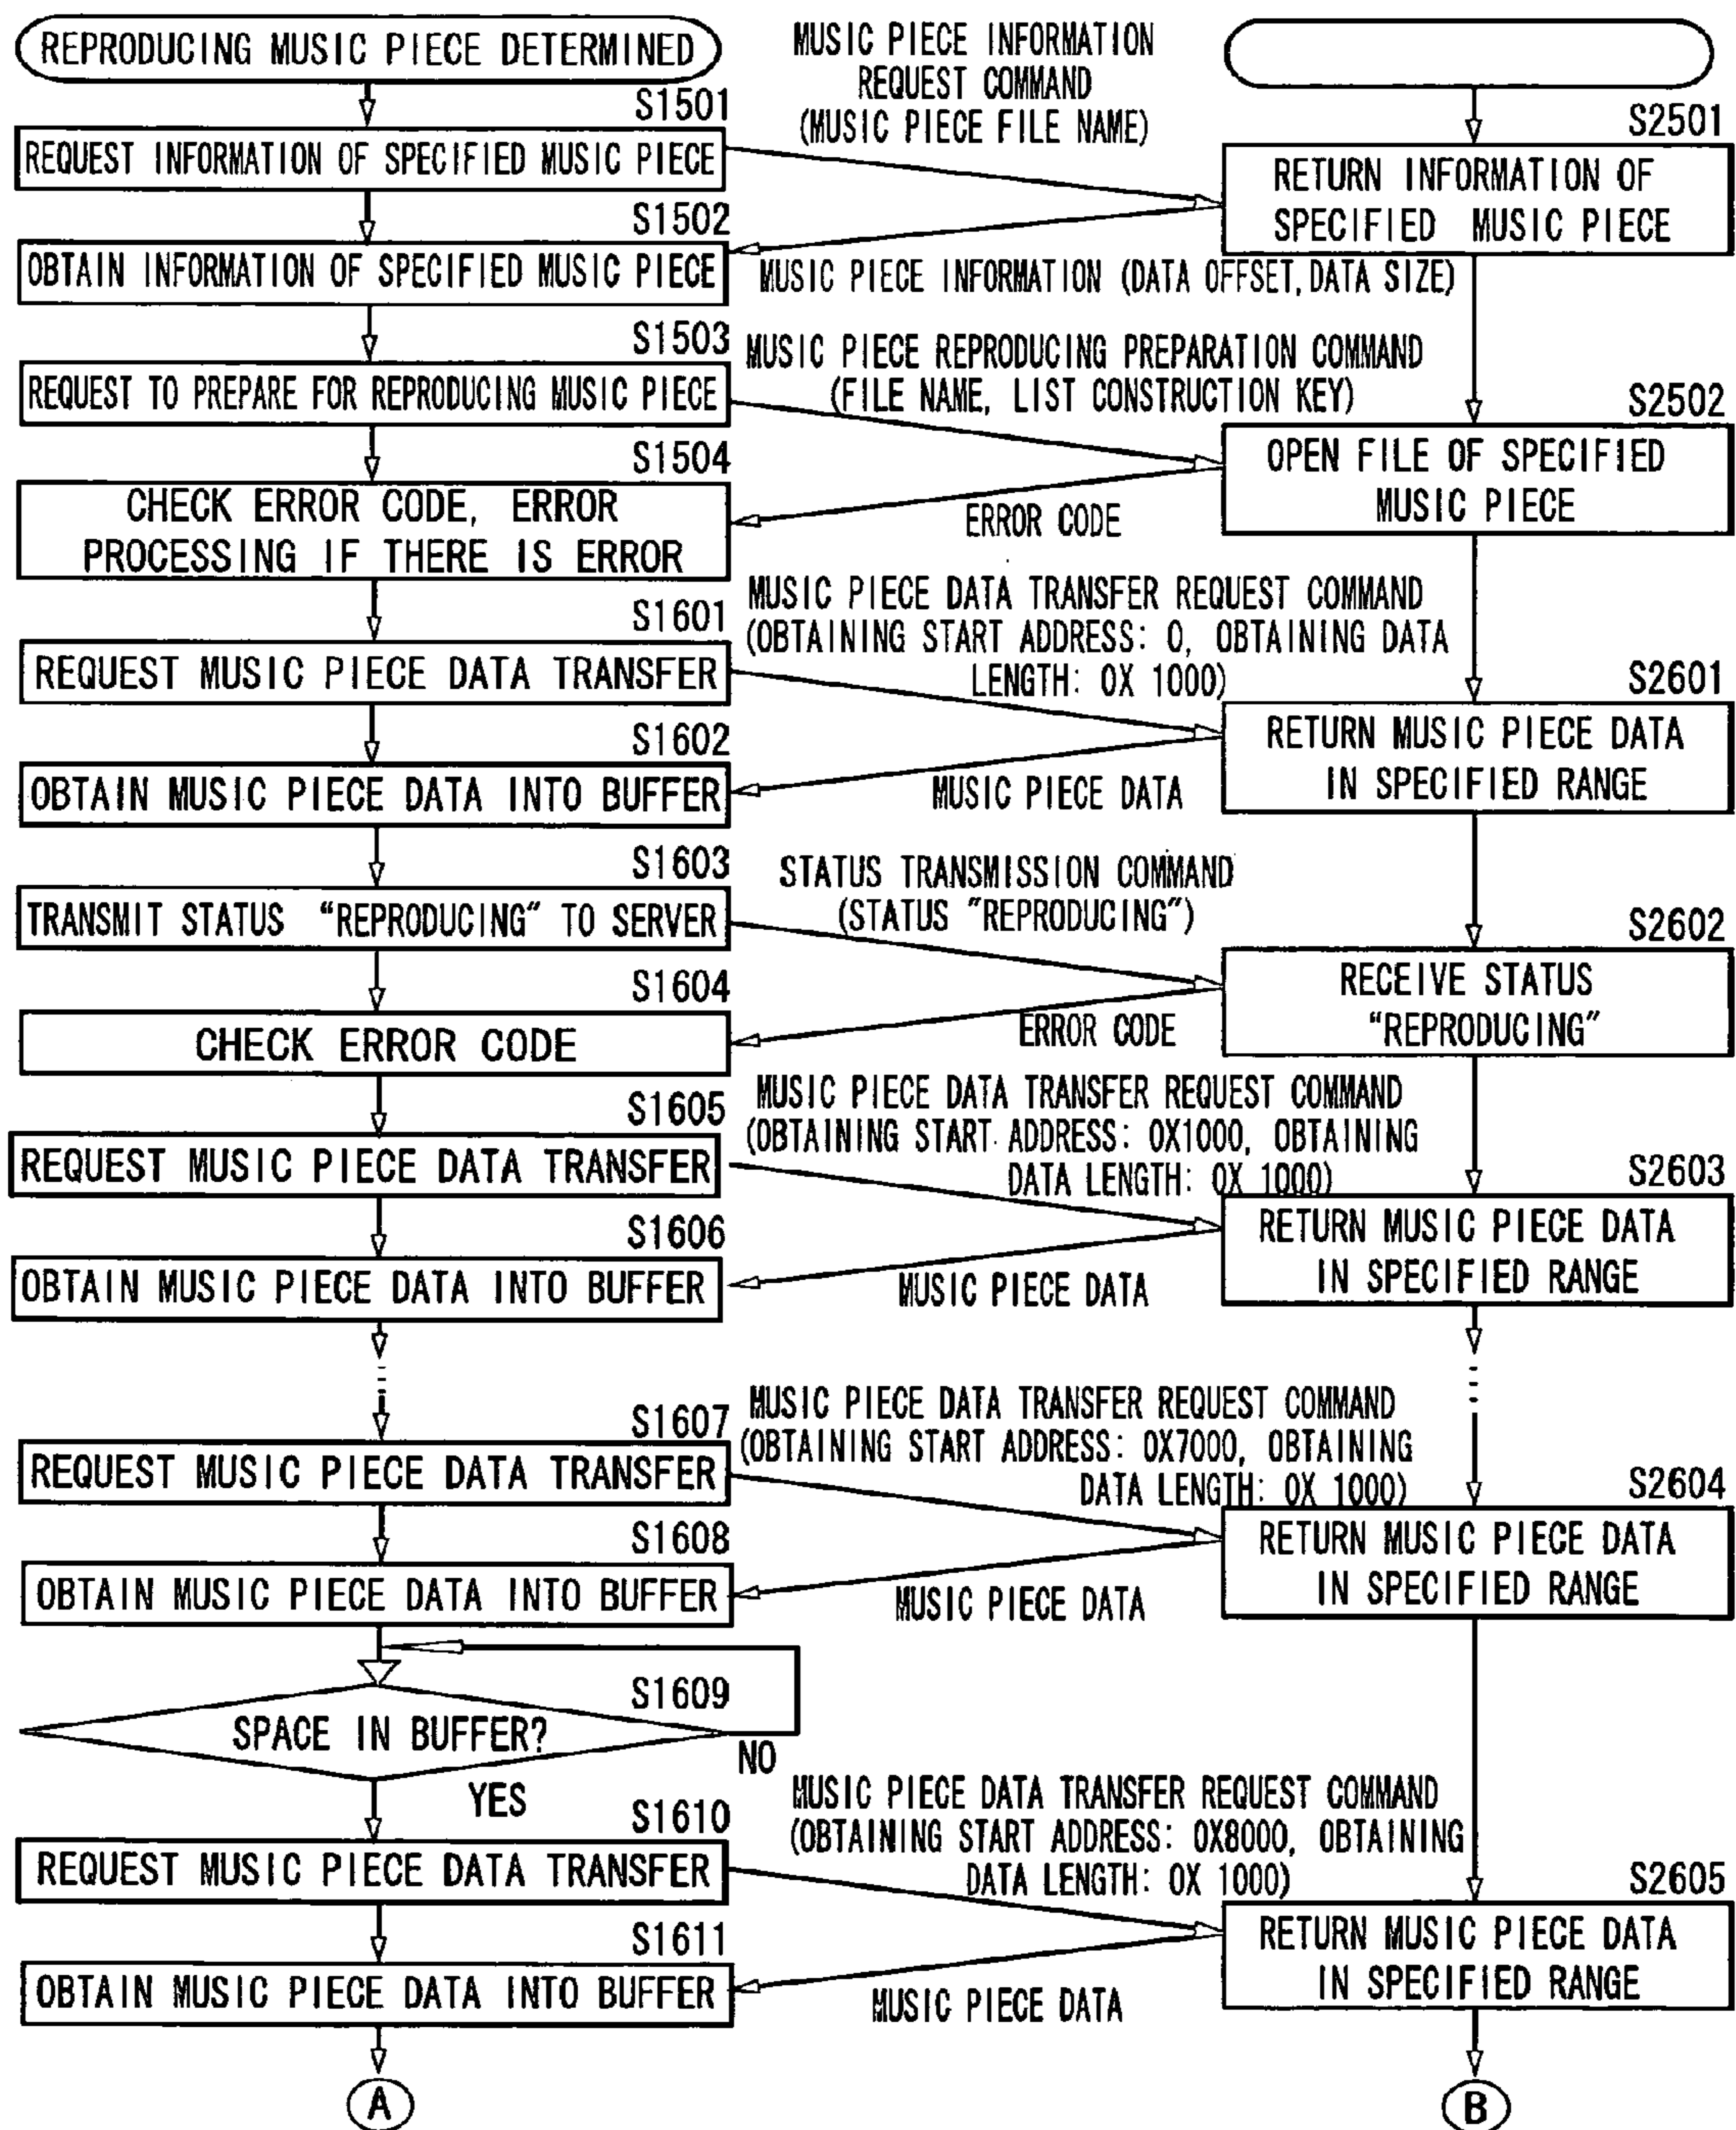 REPRODUCING MUSIC PIECE DETERMINED
MUSIC PIECE INFORMATION
REQUEST COMMAND
(MUSIC PIECE FILE NAME)
S1501
REQUEST INFORMATION OF SPECIFIED MUSIC PIECE
S2501
RETURN INFORMATION OF
SPECIFIED MUSIC PIECE
S1502
OBTAIN INFORMATION OF SPECIFIED MUSIC PIECE
MUSIC PIECE INFORMATION (DATA OFFSET, DATA SIZE)
S1503
REQUEST TO PREPARE FOR REPRODUCING MUSIC PIECE
MUSIC PIECE REPRODUCING PREPARATION COMMAND
(FILE NAME, LIST CONSTRUCTION KEY)
S2502
OPEN FILE OF SPECIFIED
MUSIC PIECE
S1504
CHECK ERROR CODE, ERROR
PROCESSING IF THERE IS ERROR
ERROR CODE
S1601
REQUEST MUSIC PIECE DATA TRANSFER
MUSIC PIECE DATA TRANSFER REQUEST COMMAND
(OBTAINING START ADDRESS: 0, OBTAINING DATA
LENGTH: 0X 1000)
S2601
RETURN MUSIC PIECE DATA
IN SPECIFIED RANGE
S1602
OBTAIN MUSIC PIECE DATA INTO BUFFER
MUSIC PIECE DATA
S1603
TRANSMIT STATUS “REPRODUCING” TO SERVER
STATUS TRANSMISSION COMMAND
(STATUS "REPRODUCING")
S2602
RECEIVE STATUS
“REPRODUCING”
S1604
CHECK ERROR CODE
ERROR CODE
S1605
REQUEST MUSIC PIECE DATA TRANSFER
MUSIC PIECE DATA TRANSFER REQUEST COMMAND
(OBTAINING START ADDRESS: 0X1000, OBTAINING
DATA LENGTH: 0X 1000)
S2603
RETURN MUSIC PIECE DATA
IN SPECIFIED RANGE
S1606
OBTAIN MUSIC PIECE DATA INTO BUFFER
MUSIC PIECE DATA
S1607
REQUEST MUSIC PIECE DATA TRANSFER
MUSIC PIECE DATA TRANSFER REQUEST COMMAND
(OBTAINING START ADDRESS: 0X7000, OBTAINING
DATA LENGTH: 0X 1000)
S2604
RETURN MUSIC PIECE DATA
IN SPECIFIED RANGE
S1608
OBTAIN MUSIC PIECE DATA INTO BUFFER
MUSIC PIECE DATA
S1609
SPACE IN BUFFER?
NO
YES
S1610
REQUEST MUSIC PIECE DATA TRANSFER
MUSIC PIECE DATA TRANSFER REQUEST COMMAND
(OBTAINING START ADDRESS: 0X8000, OBTAINING
DATA LENGTH: 0X 1000)
S2605
RETURN MUSIC PIECE DATA
IN SPECIFIED RANGE
S1611
OBTAIN MUSIC PIECE DATA INTO BUFFER
MUSIC PIECE DATA
A
B